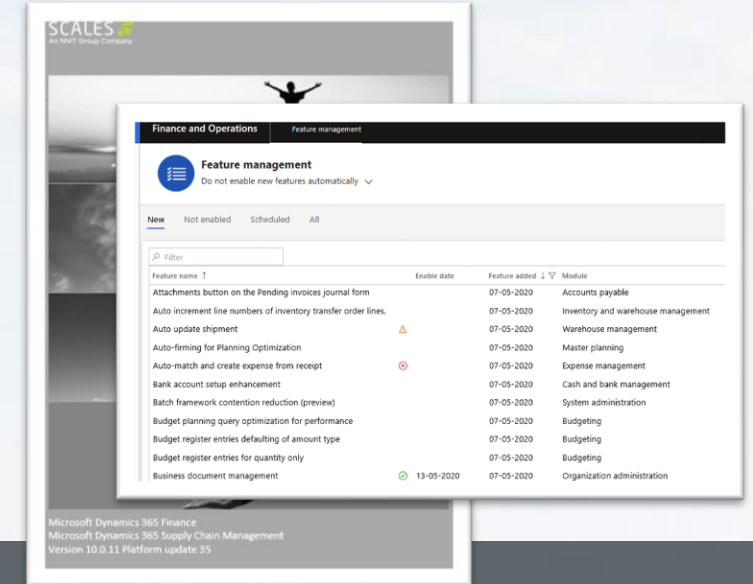 SCALES
An NNIT Group Company
Finance and Operations Feature management
Feature management
Do not enable new features automatically
New Not enabled Scheduled All
Filter
Feature name Enable date Feature added Module
Attachments button on the Pending invoices journal form 07-05-2020 Accounts payable
Auto increment line numbers of inventory transfer order lines. 07-05-2020 Inventory and warehouse management
Auto update shipment 07-05-2020 Warehouse management
Auto-firming for Planning Optimization 07-05-2020 Master planning
Auto-match and create expense from receipt 07-05-2020 Expense management
Bank account setup enhancement 07-05-2020 Cash and bank management
Batch framework contention reduction (preview) 07-05-2020 System administration
Budget planning query optimization for performance 07-05-2020 Budgeting
Budget register entries defaulting of amount type 07-05-2020 Budgeting
Budget register entries for quantity only 07-05-2020 Budgeting
Business document management 13-05-2020 07-05-2020 Organization administration
Microsoft Dynamics 365 Finance
Microsoft Dynamics 365 Supply Chain Management
Version 10.0.11 Platform update 35